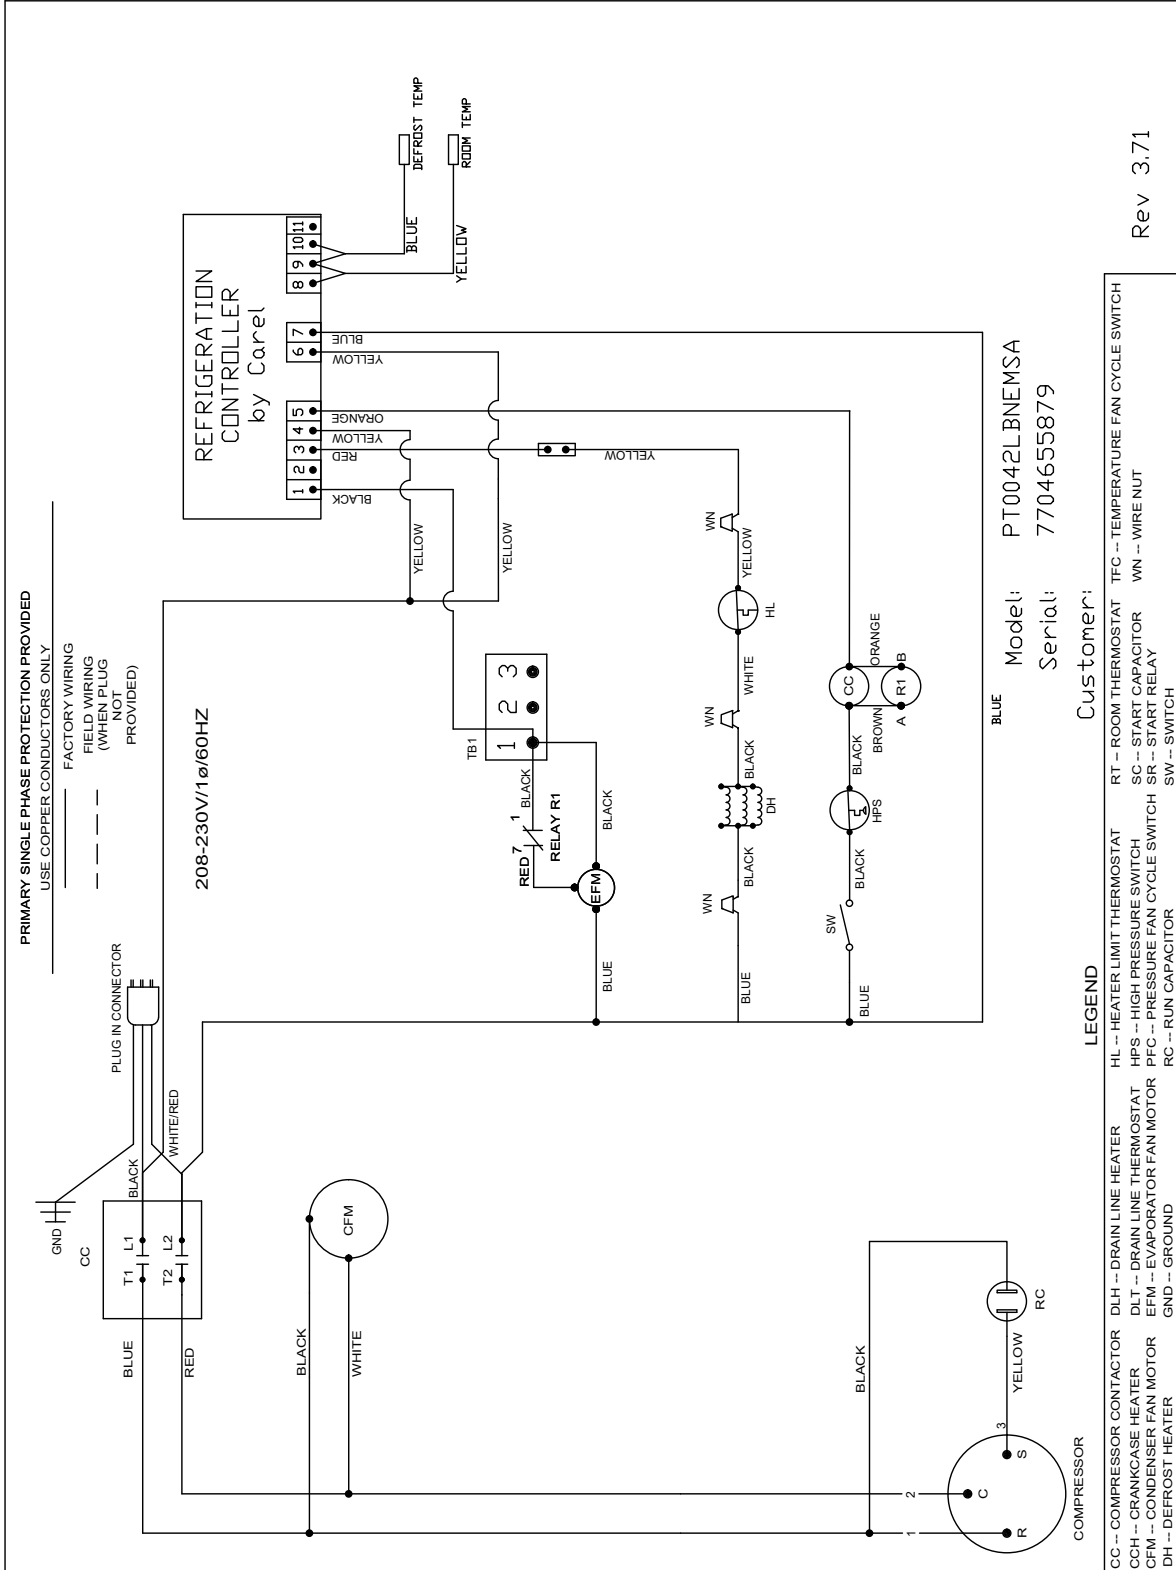 PRIMARY SINGLE PHASE PROTECTION PROVIDED
USE COPPER CONDUCTORS ONLY
FACTORY WIRING
FIELD WIRING
(WHEN PLUG
NOT
PROVIDED)
208-230V/1ø/60HZ
PLUG IN CONNECTOR
GND
CC
BLACK
WHITE/RED
L1
T1
L2
T2
BLUE
RED
REFRIGERATION
CONTROLLER
by Carel
1
2
3
4
5
6
7
8
9
10
11
BLACK
RED
YELLOW
ORANGE
YELLOW
BLUE
BLUE
DEFROST TEMP
YELLOW
ROOM TEMP
YELLOW
YELLOW
TB1
1
2
3
BLACK
RED 7
1
RELAY R1
BLACK
EFM
BLUE
CFM
BLACK
WHITE
YELLOW
WN
YELLOW
HL
WHITE
WN
BLACK
DH
BLACK
WN
BLUE
CC
ORANGE
B
R1
A
BROWN
BLACK
HPS
BLACK
SW
BLUE
BLUE
BLACK
RC
YELLOW
3
S
2
C
1
R
COMPRESSOR
Model: PT0042LBNEMSA
Serial: 7704655879
Customer:
Rev 3.71
LEGEND
CC -- COMPRESSOR CONTACTOR
CCH -- CRANKCASE HEATER
CFM -- CONDENSER FAN MOTOR
DH -- DEFROST HEATER
DLH -- DRAIN LINE HEATER
DLT -- DRAIN LINE THERMOSTAT
EFM -- EVAPORATOR FAN MOTOR
GND -- GROUND
HL -- HEATER LIMIT THERMOSTAT
HPS -- HIGH PRESSURE SWITCH
PFC -- PRESSURE FAN CYCLE SWITCH
RC -- RUN CAPACITOR
RT – ROOM THERMOSTAT
SC -- START CAPACITOR
SR -- START RELAY
SW -- SWITCH
TFC -- TEMPERATURE FAN CYCLE SWITCH
WN -- WIRE NUT